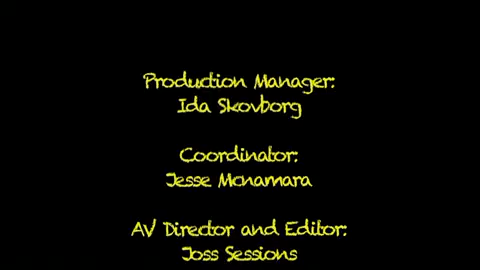 Production Manager:
Ida Skovborg
Coordinator:
Jesse Mcnamara
AV Director and Editor:
Joss Sessions